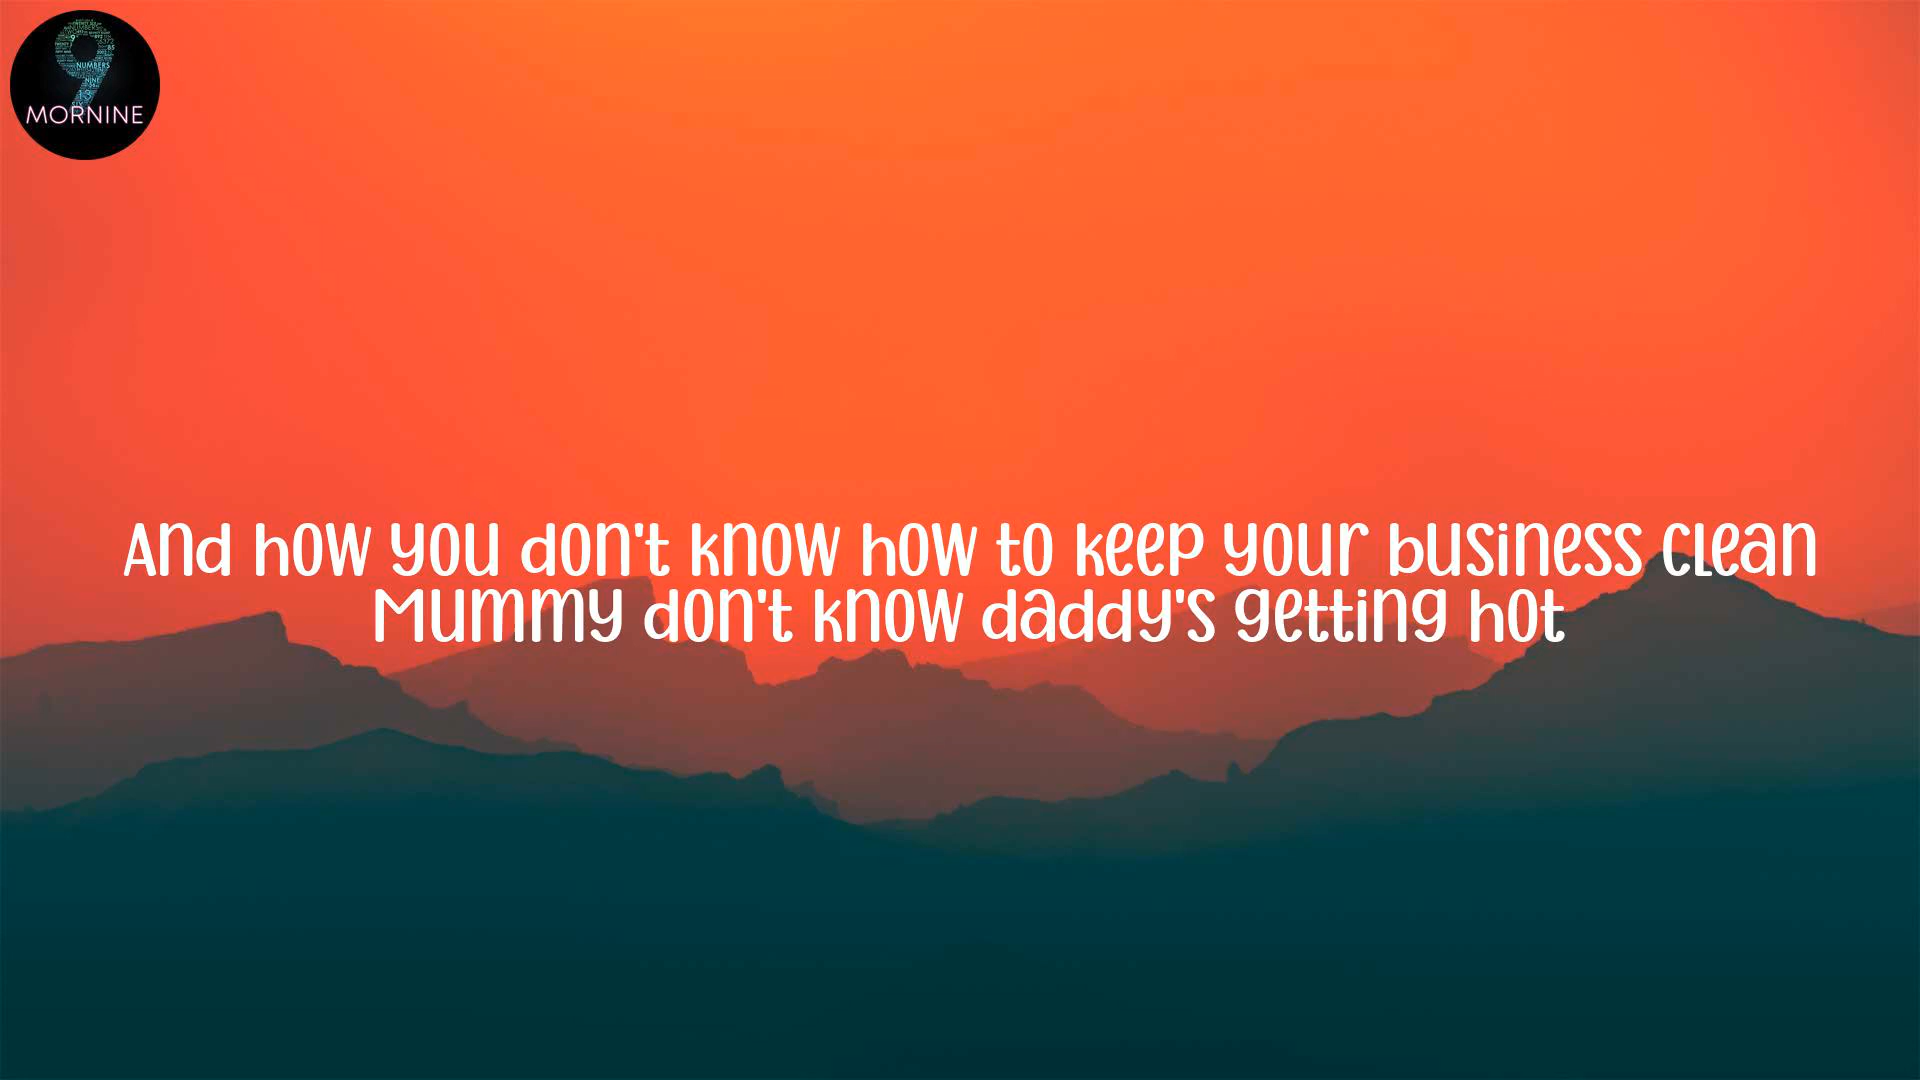 MORNINE
And how you don't know how to keep your business clean
Mummy don't know daddy's getting hot